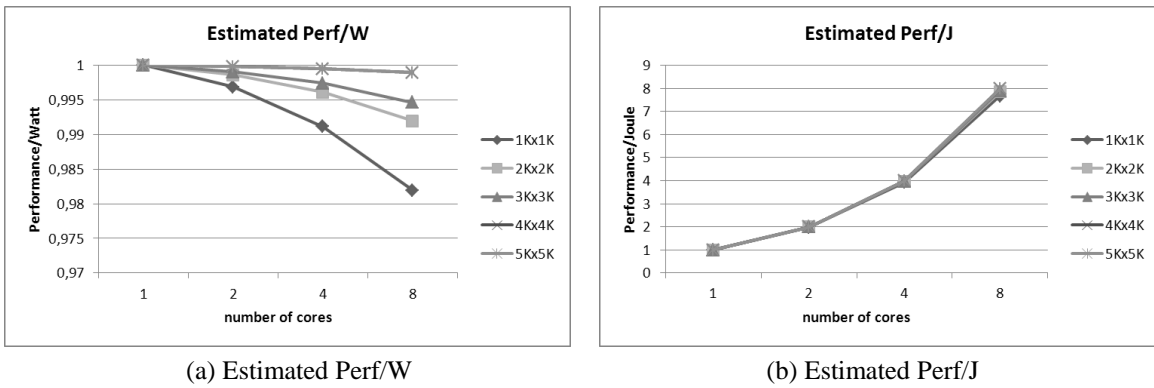 Estimated Perf/W
Performance/Watt
1
0,995
0,99
0,985
0,98
0,975
0,97
1 2 4 8
number of cores
1Kx1K
2Kx2K
3Kx3K
4Kx4K
5Kx5K
(a) Estimated Perf/W
Estimated Perf/J
Performance/Joule
9
8
7
6
5
4
3
2
1
0
1 2 4 8
number of cores
1Kx1K
2Kx2K
3Kx3K
4Kx4K
5Kx5K
(b) Estimated Perf/J